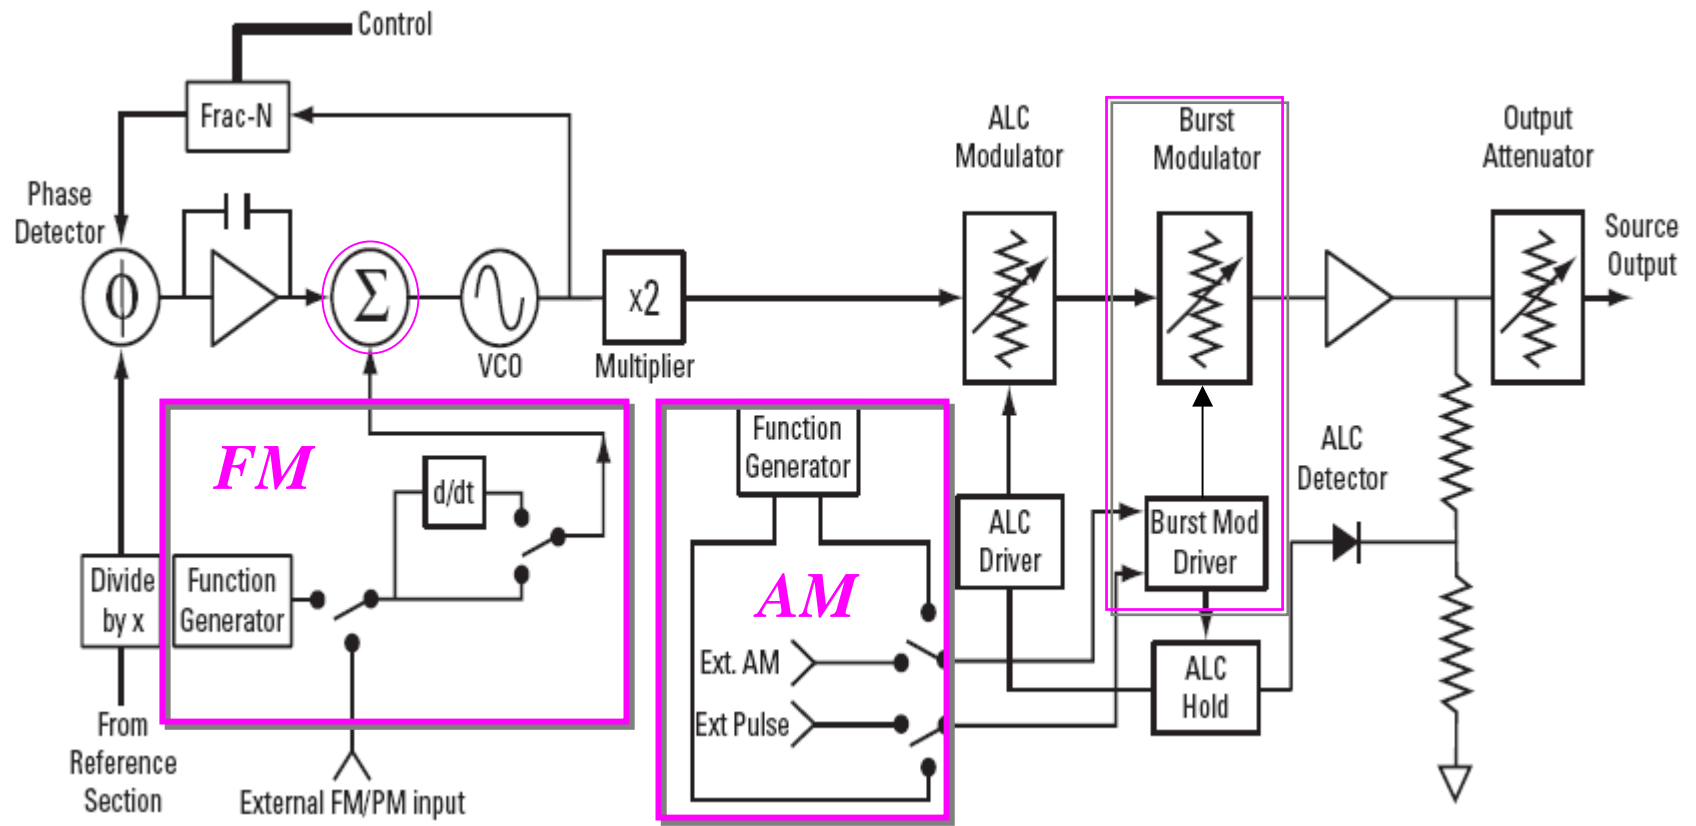 Control
Frac-N
Phase
Detector
ϕ
Σ
VCO
x2
Multiplier
ALC
Modulator
Burst
Modulator
Output
Attenuator
Source
Output
FM
d/dt
Divide
by x
Function
Generator
From
Reference
Section
External FM/PM input
Function
Generator
AM
Ext. AM
Ext Pulse
ALC
Driver
Burst Mod
Driver
ALC
Detector
ALC
Hold